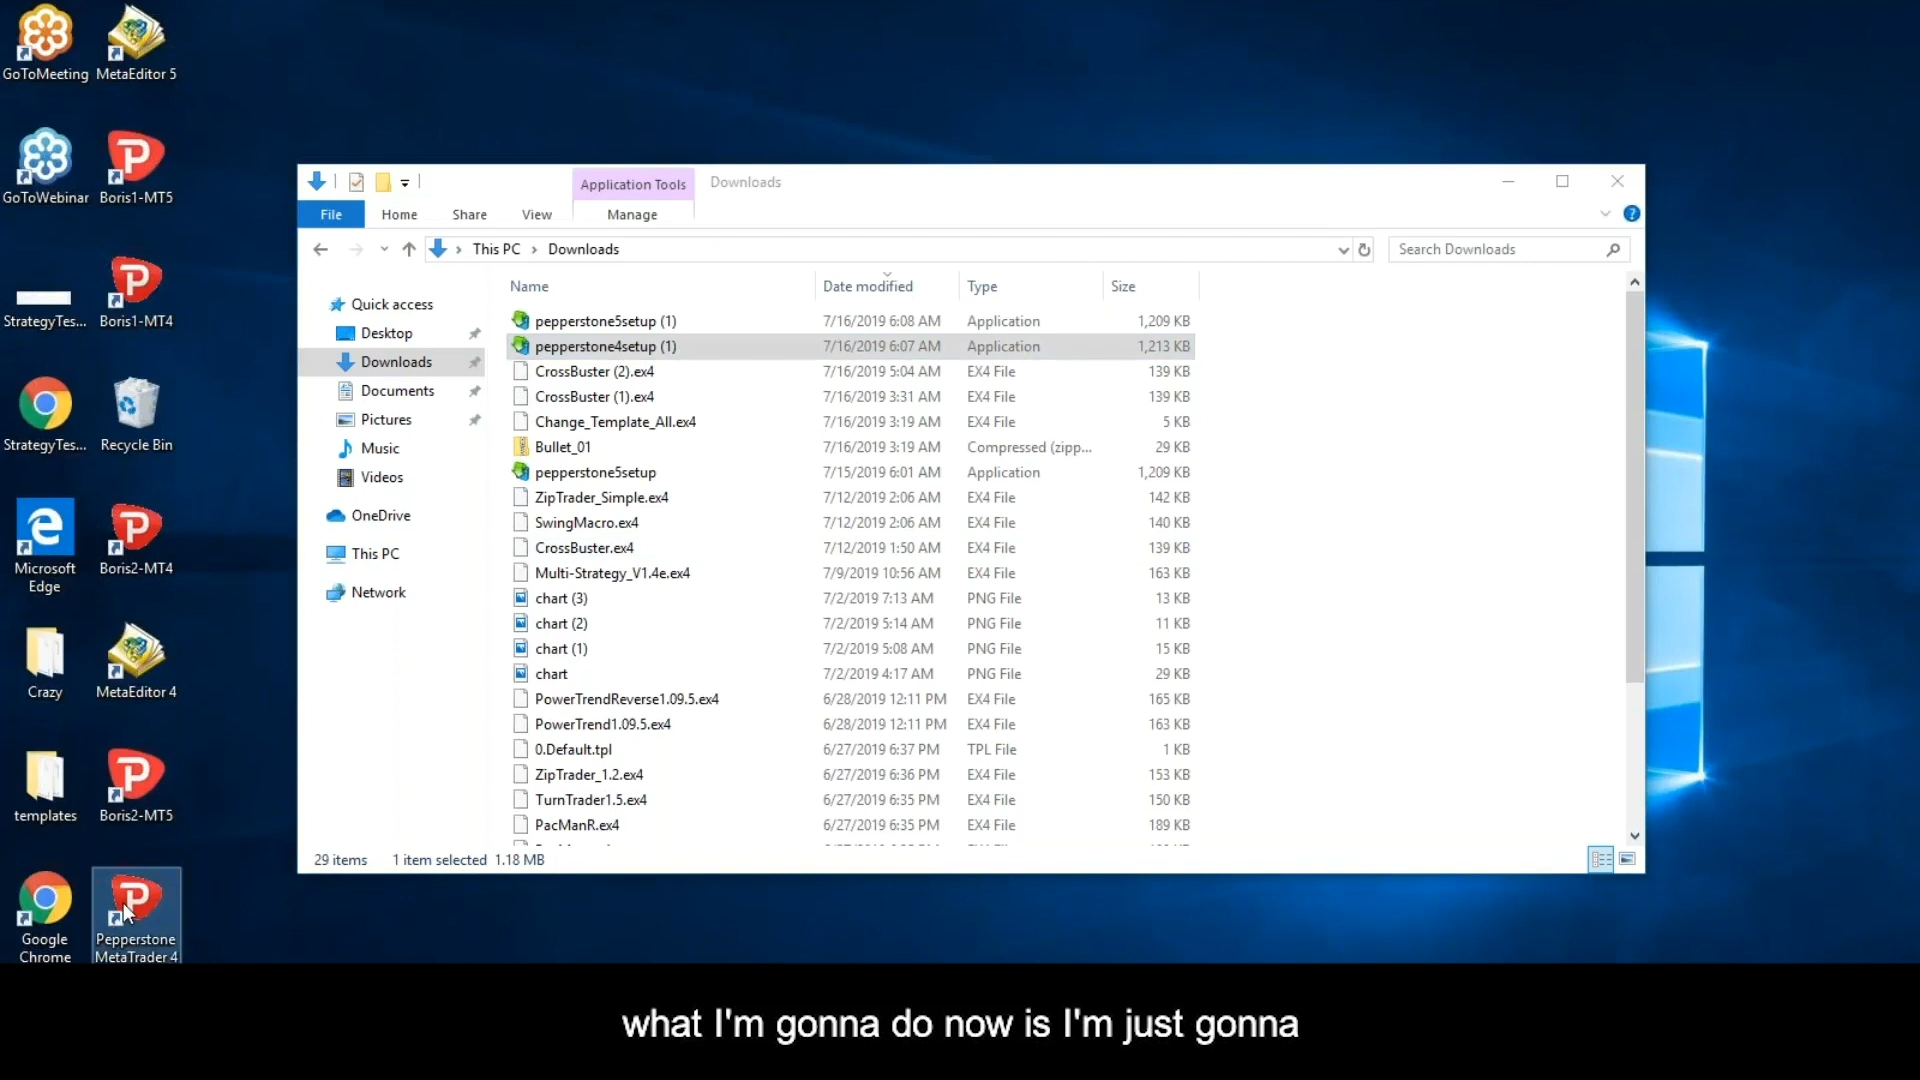 GoToMeeting
MetaEditor 5
GoToWebinar
Boris1-MT5
StrategyTes...
Boris1-MT4
StrategyTes...
Recycle Bin
Microsoft
Edge
Boris2-MT4
Crazy
MetaEditor 4
templates
Boris2-MT5
Google
Chrome
Pepperstone
MetaTrader 4
Application Tools
Downloads
File
Home
Share
View
Manage
This PC > Downloads
Search Downloads
Quick access
Desktop
Downloads
Documents
Pictures
Music
Videos
OneDrive
This PC
Network
Name Date modified Type Size
pepperstone5setup (1) 7/16/2019 6:08 AM Application 1,209 KB
pepperstone4setup (1) 7/16/2019 6:07 AM Application 1,213 KB
CrossBuster (2).ex4 7/16/2019 5:04 AM EX4 File 139 KB
CrossBuster (1).ex4 7/16/2019 3:31 AM EX4 File 139 KB
Change_Template_All.ex4 7/16/2019 3:19 AM EX4 File 5 KB
Bullet_01 7/16/2019 3:19 AM Compressed (zipp... 29 KB
pepperstone5setup 7/15/2019 6:01 AM Application 1,209 KB
ZipTrader_Simple.ex4 7/12/2019 2:06 AM EX4 File 142 KB
SwingMacro.ex4 7/12/2019 2:06 AM EX4 File 140 KB
CrossBuster.ex4 7/12/2019 1:50 AM EX4 File 139 KB
Multi-Strategy_V1.4e.ex4 7/9/2019 10:56 AM EX4 File 163 KB
chart (3) 7/2/2019 7:13 AM PNG File 13 KB
chart (2) 7/2/2019 5:14 AM PNG File 11 KB
chart (1) 7/2/2019 5:08 AM PNG File 15 KB
chart 7/2/2019 4:17 AM PNG File 29 KB
PowerTrendReverse1.09.5.ex4 6/28/2019 12:11 PM EX4 File 165 KB
PowerTrend1.09.5.ex4 6/28/2019 12:11 PM EX4 File 163 KB
0.Default.tpl 6/27/2019 6:37 PM TPL File 1 KB
ZipTrader_1.2.ex4 6/27/2019 6:36 PM EX4 File 153 KB
TurnTrader1.5.ex4 6/27/2019 6:35 PM EX4 File 150 KB
PacManR.ex4 6/27/2019 6:35 PM EX4 File 189 KB
29 items 1 item selected 1.18 MB
what I'm gonna do now is I'm just gonna